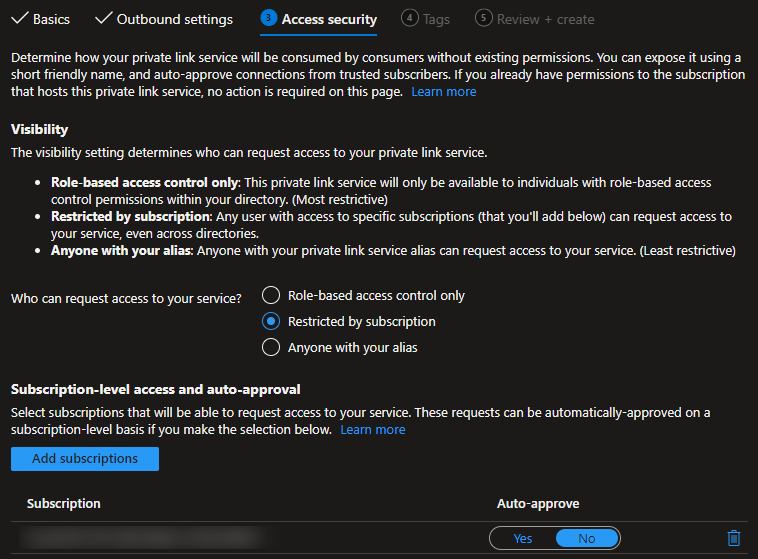 Basics Outbound settings 3 Access security 4 Tags 5 Review + create
Determine how your private link service will be consumed by consumers without existing permissions. You can expose it using a
short friendly name, and auto-approve connections from trusted subscribers. If you already have permissions to the subscription
that hosts this private link service, no action is required on this page. Learn more
Visibility
The visibility setting determines who can request access to your private link service.
• Role-based access control only: This private link service will only be available to individuals with role-based access
control permissions within your directory. (Most restrictive)
• Restricted by subscription: Any user with access to specific subscriptions (that you'll add below) can request access to
your service, even across directories.
• Anyone with your alias: Anyone with your private link service alias can request access to your service. (Least restrictive)
Who can request access to your service?
Role-based access control only
Restricted by subscription
Anyone with your alias
Subscription-level access and auto-approval
Select subscriptions that will be able to request access to your service. These requests can be automatically-approved on a
subscription-level basis if you make the selection below. Learn more
Add subscriptions
Subscription Auto-approve
Yes No